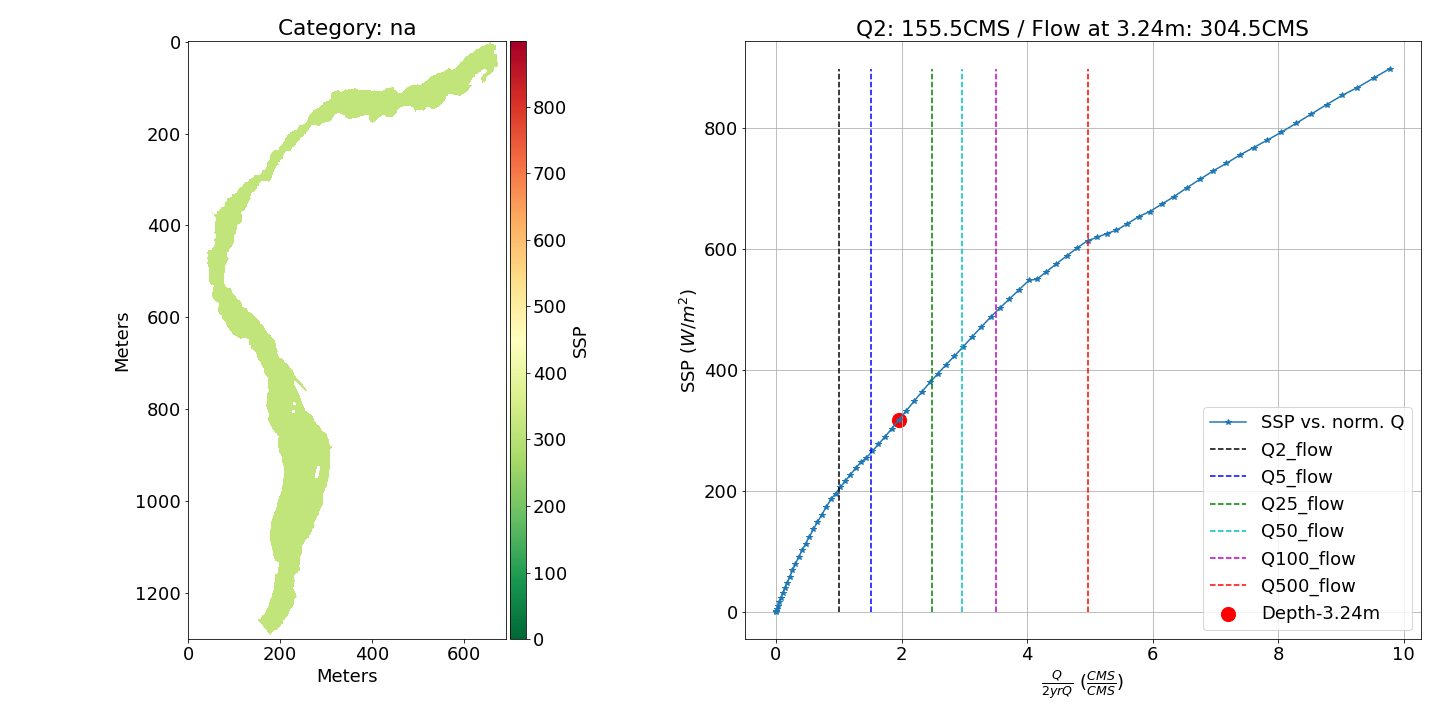 Category: na
0
200
400
600
800
1000
1200
Meters
0
200
400
600
Meters
800
700
600
500
400
300
200
100
0
SSP
Q2: 155.5CMS / Flow at 3.24m: 304.5CMS
800
600
400
200
0
SSP (W/m²)
0
2
4
6
8
10
Q/2yrQ (CMS/CMS)
SSP vs. norm. Q
Q2_flow
Q5_flow
Q25_flow
Q50_flow
Q100_flow
Q500_flow
Depth-3.24m